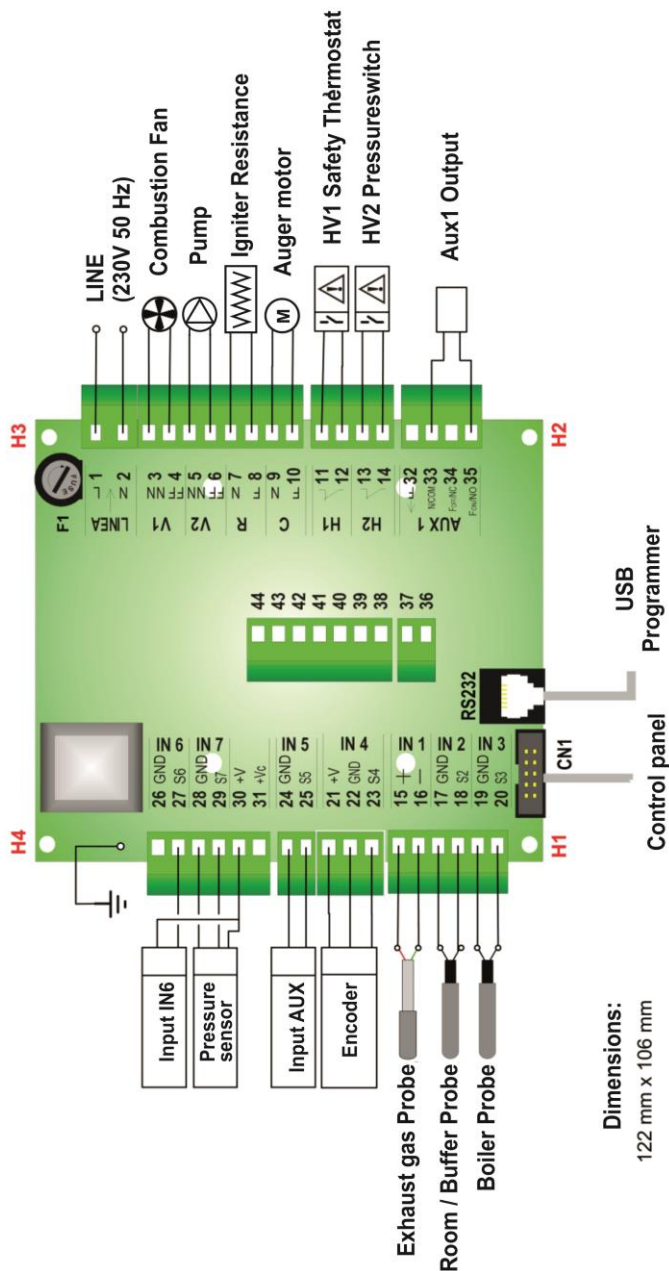 H4
H3
H1
H2
F1
FUSE
LINE
(230V 50 Hz)
Combustion Fan
Pump
Igniter Resistance
Auger motor
M
HV1 Safety Thermostat
HV2 Pressureswitch
Aux1 Output
LINEA
L 1
N 2
V1
NN 3
FF 4
V2
NN 5
FF 6
R
N 7
F 8
C
N 9
F 10
H1
11
12
H2
13
14
AUX 1
F 32
N/COM 33
34
35
44
43
42
41
40
39
38
37
36
Input IN6
Pressure
sensor
Input AUX
Encoder
Exhaust gas Probe
Room / Buffer Probe
Boiler Probe
IN 6
26 GND
27 S6
IN 7
28 GND
29 S7
30 +V
31 +Vc
IN 5
24 GND
25 S5
IN 4
21 +V
22 GND
23 S4
IN 1
15 +
16 −
IN 2
17 GND
18 S2
IN 3
19 GND
20 S3
RS232
CN1
USB
Programmer
Control panel
Dimensions:
122 mm x 106 mm